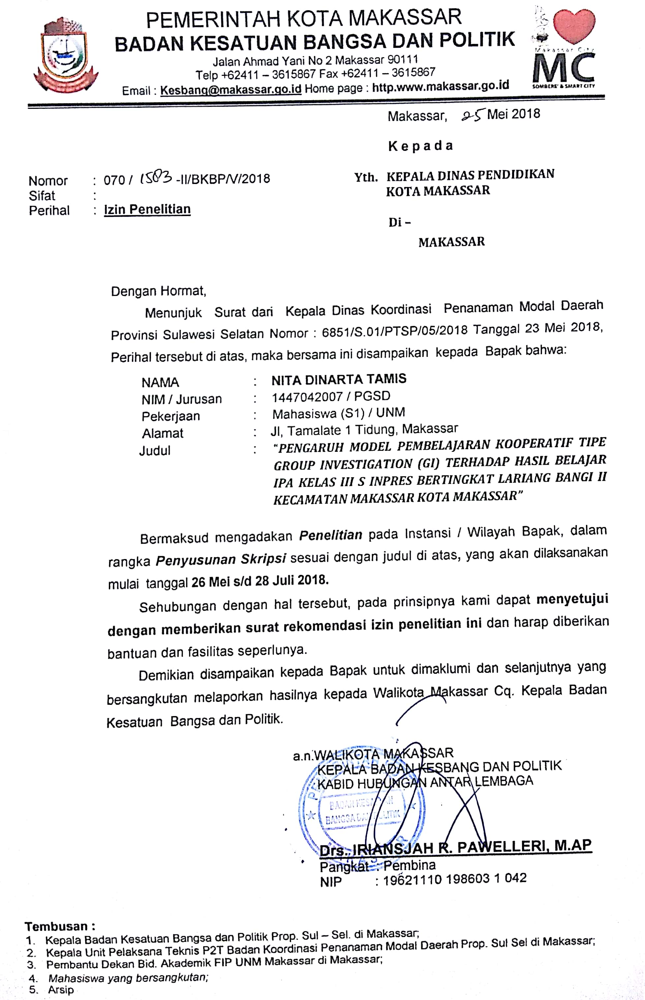 PEMERINTAH KOTA MAKASSAR
BADAN KESATUAN BANGSA DAN POLITIK
Jalan Ahmad Yani No 2 Makassar 90111
Telp +62411 – 3615867 Fax +62411 – 3615867
Email : Kesbang@makassar.go.id Home page : http.www.makassar.go.id
Makassar City
MC
SOMBERE' & SMART CITY
Makassar, 25 Mei 2018
Kepada
Nomor : 070 / 1503 -II/BKBP/V/2018
Sifat :
Perihal : Izin Penelitian
Yth. KEPALA DINAS PENDIDIKAN
KOTA MAKASSAR
Di –
MAKASSAR
Dengan Hormat,
Menunjuk Surat dari Kepala Dinas Koordinasi Penanaman Modal Daerah
Provinsi Sulawesi Selatan Nomor : 6851/S.01/PTSP/05/2018 Tanggal 23 Mei 2018,
Perihal tersebut di atas, maka bersama ini disampaikan kepada Bapak bahwa:
NAMA : NITA DINARTA TAMIS
NIM / Jurusan : 1447042007 / PGSD
Pekerjaan : Mahasiswa (S1) / UNM
Alamat : Jl, Tamalate 1 Tidung, Makassar
Judul : "PENGARUH MODEL PEMBELAJARAN KOOPERATIF TIPE
GROUP INVESTIGATION (GI) TERHADAP HASIL BELAJAR
IPA KELAS III S INPRES BERTINGKAT LARIANG BANGI II
KECAMATAN MAKASSAR KOTA MAKASSAR"
Bermaksud mengadakan Penelitian pada Instansi / Wilayah Bapak, dalam
rangka Penyusunan Skripsi sesuai dengan judul di atas, yang akan dilaksanakan
mulai tanggal 26 Mei s/d 28 Juli 2018.
Sehubungan dengan hal tersebut, pada prinsipnya kami dapat menyetujui
dengan memberikan surat rekomendasi izin penelitian ini dan harap diberikan
bantuan dan fasilitas seperlunya.
Demikian disampaikan kepada Bapak untuk dimaklumi dan selanjutnya yang
bersangkutan melaporkan hasilnya kepada Walikota Makassar Cq. Kepala Badan
Kesatuan Bangsa dan Politik.
a.n.WALIKOTA MAKASSAR
KEPALA BADAN KESBANG DAN POLITIK
KABID HUBUNGAN ANTAR LEMBAGA
BADAN KESATUAN
BANGSA DAN POLITIK
Drs. IRIANSJAH R. PAWELLERI, M.AP
Pangkat : Pembina
NIP : 19621110 198603 1 042
Tembusan :
1. Kepala Badan Kesatuan Bangsa dan Politik Prop. Sul – Sel. di Makassar;
2. Kepala Unit Pelaksana Teknis P2T Badan Koordinasi Penanaman Modal Daerah Prop. Sul Sel di Makassar;
3. Pembantu Dekan Bid. Akademik FIP UNM Makassar di Makassar;
4. Mahasiswa yang bersangkutan;
5. Arsip